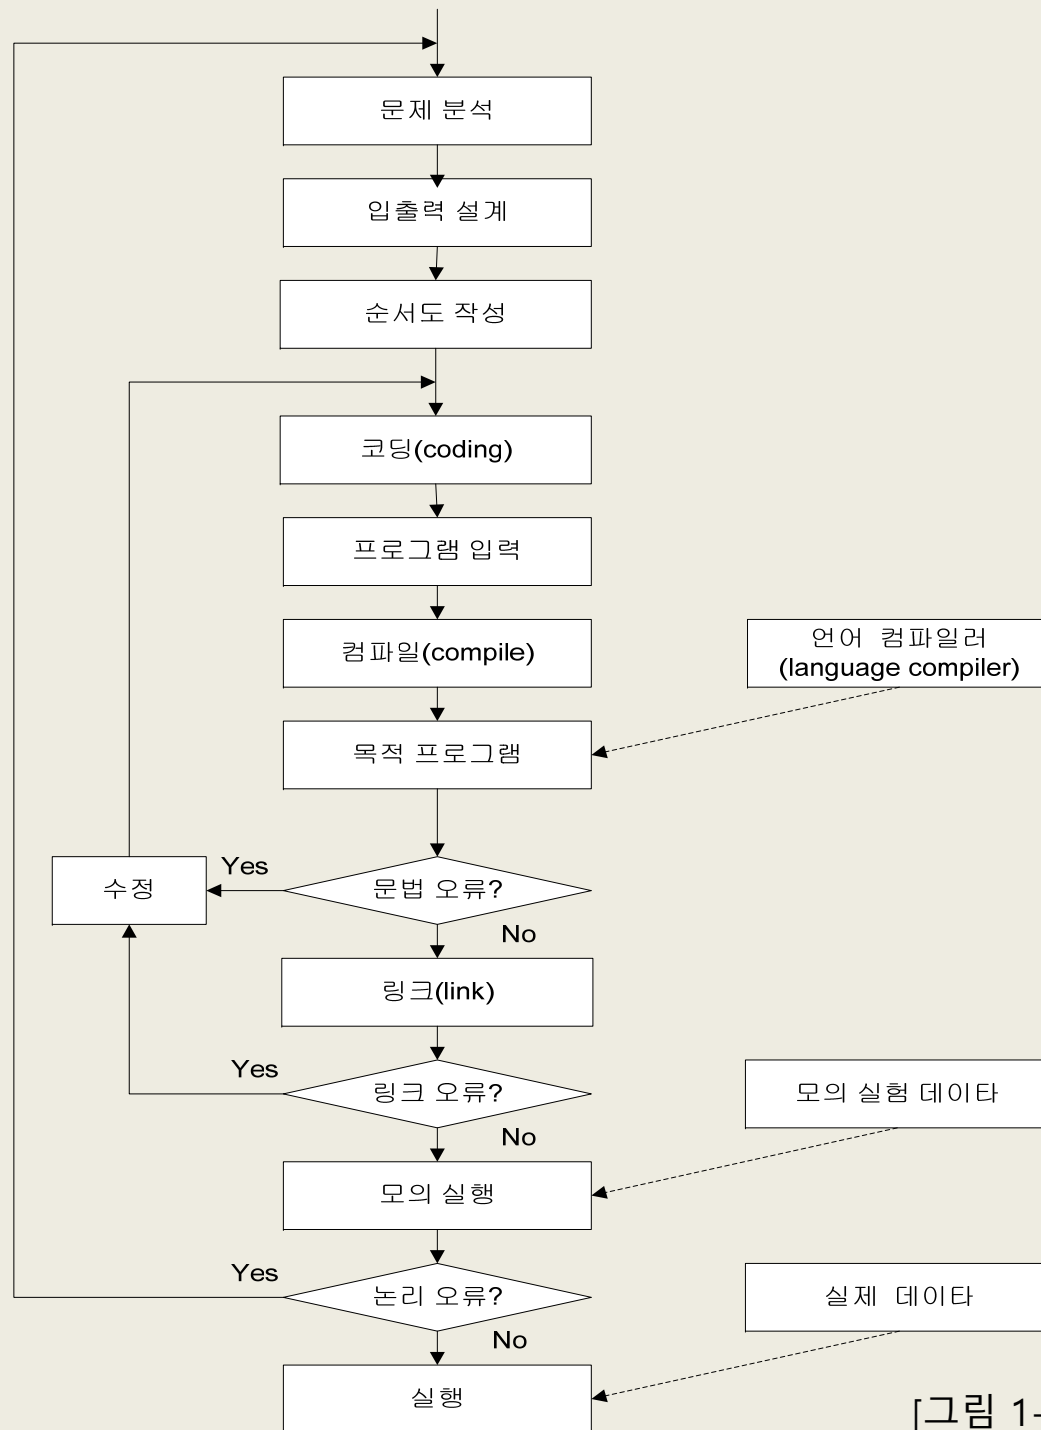 문제 분석
입출력 설계
순서도 작성
코딩(coding)
프로그램 입력
컴파일(compile)
언어 컴파일러
(language compiler)
목적 프로그램
Yes
수정
문법 오류?
No
링크(link)
Yes
링크 오류?
모의 실험 데이타
No
모의 실행
Yes
논리 오류?
실제 데이타
No
실행
[그림 1-